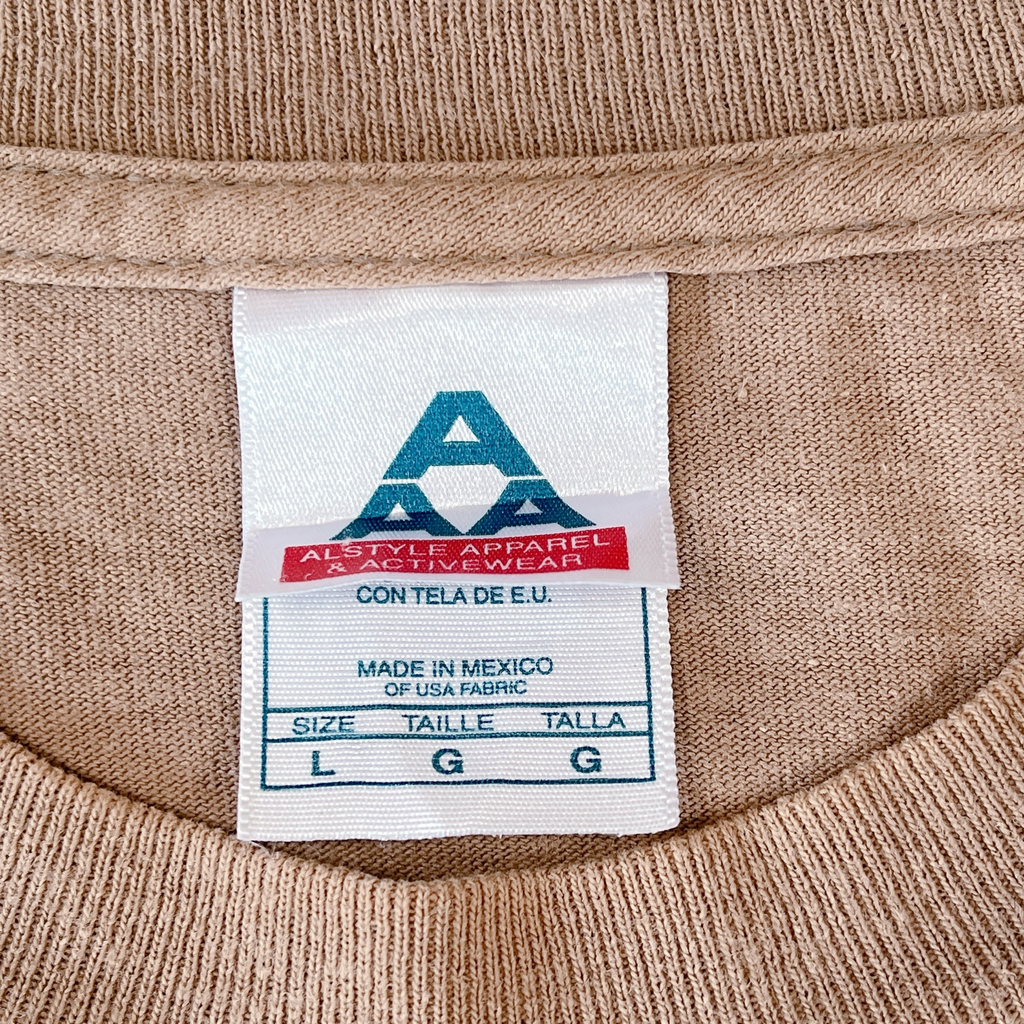 A
A A
ALSTYLE APPAREL
& ACTIVEWEAR
CON TELA DE E.U.
MADE IN MEXICO
OF USA FABRIC
SIZE TAILLE TALLA
L G G